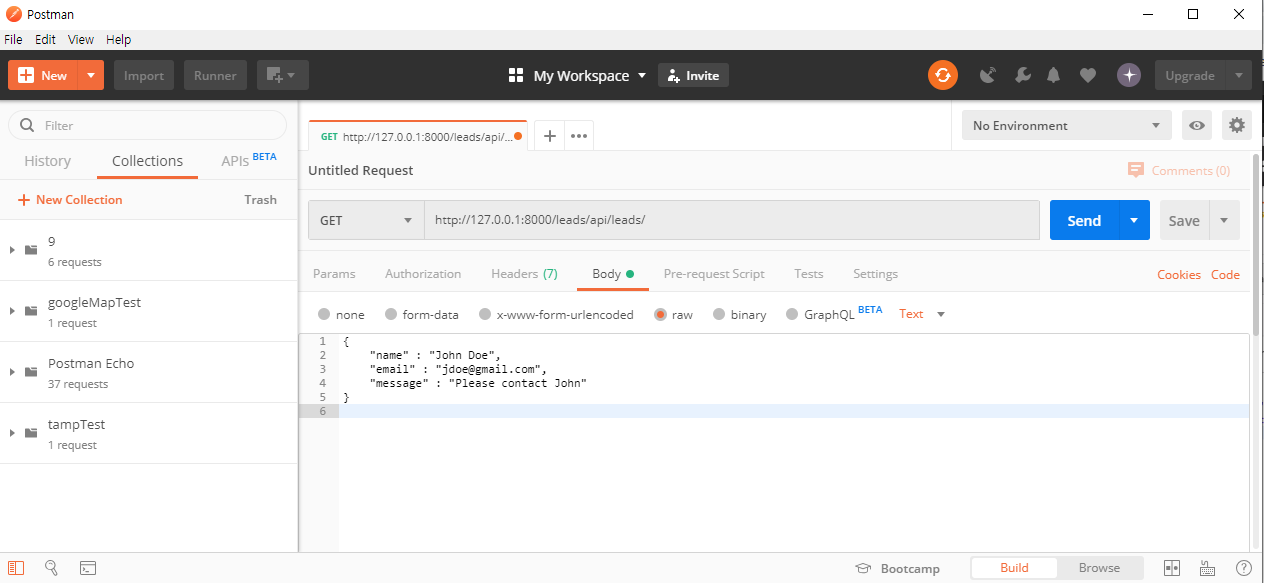 Postman
File Edit View Help
New Import Runner My Workspace Invite Upgrade
Filter
History Collections APIs BETA
New Collection Trash
9
6 requests
googleMapTest
1 request
Postman Echo
37 requests
tampTest
1 request
GET http://127.0.0.1:8000/leads/api/... No Environment
Untitled Request Comments (0)
GET http://127.0.0.1:8000/leads/api/leads/ Send Save
Params Authorization Headers (7) Body Pre-request Script Tests Settings Cookies Code
none form-data x-www-form-urlencoded raw binary GraphQL BETA Text
1 {
2 "name" : "John Doe",
3 "email" : "jdoe@gmail.com",
4 "message" : "Please contact John"
5 }
6
Bootcamp Build Browse